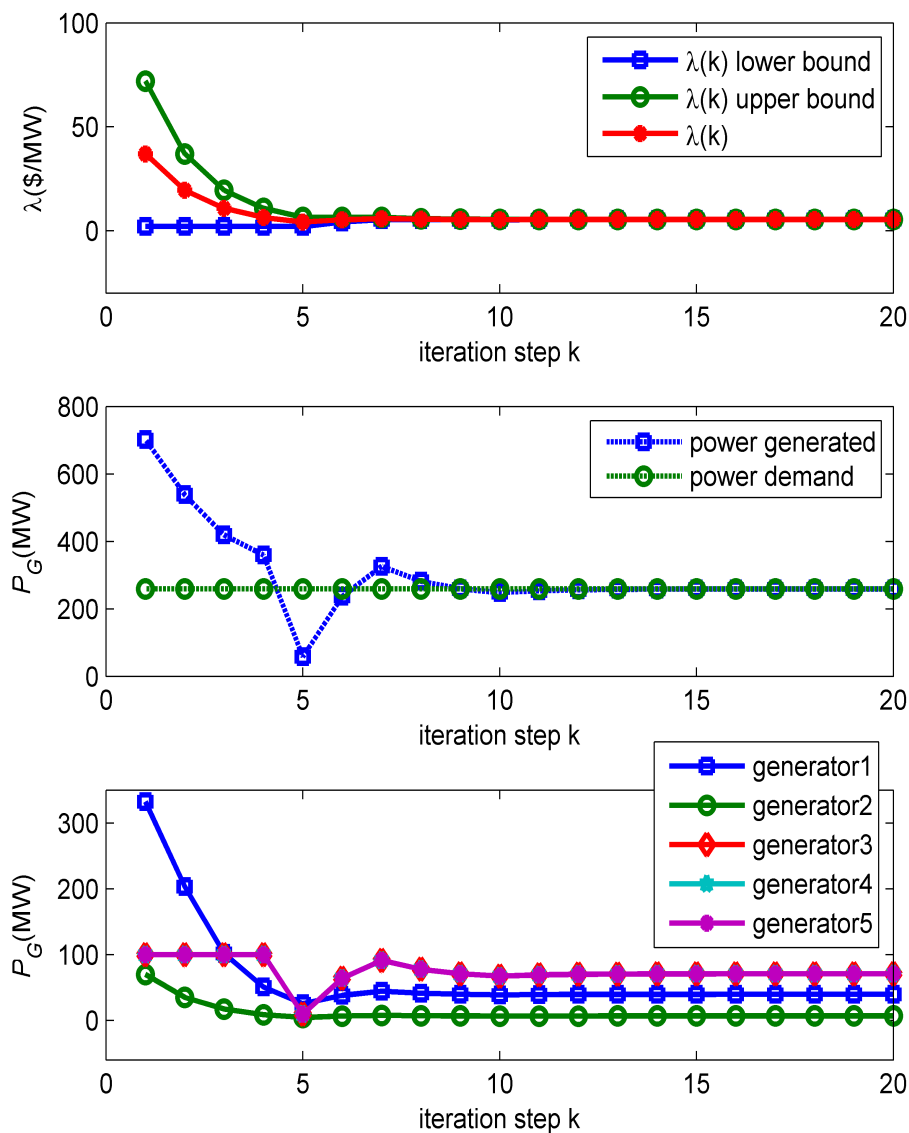 100
50
0
λ($/MW)
λ(k) lower bound
λ(k) upper bound
λ(k)
0 5 10 15 20
iteration step k
800
600
400
200
0
P_G(MW)
power generated
power demand
0 5 10 15 20
iteration step k
generator1
generator2
generator3
generator4
generator5
300
200
100
0
P_G(MW)
0 5 10 15 20
iteration step k